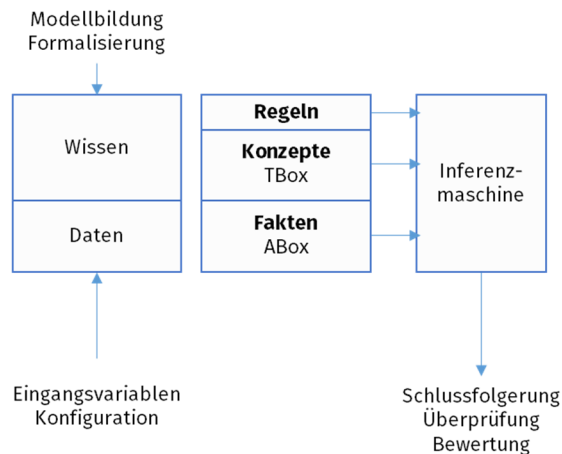 Modellbildung
Formalisierung
Wissen
Daten
Regeln
Konzepte
TBox
Fakten
ABox
Inferenz-
maschine
Eingangsvariablen
Konfiguration
Schlussfolgerung
Überprüfung
Bewertung